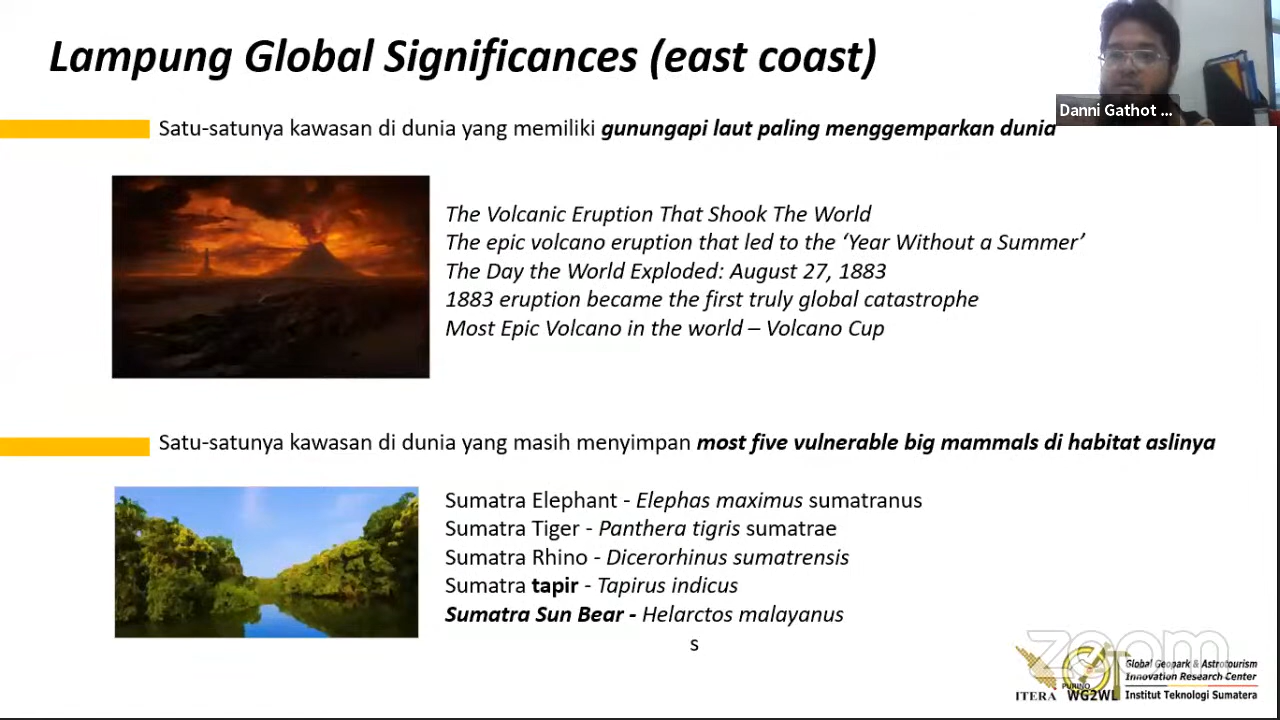 Lampung Global Significances (east coast)
Danni Gathot ...
Satu-satunya kawasan di dunia yang memiliki gunungapi laut paling menggemparkan dunia
The Volcanic Eruption That Shook The World
The epic volcano eruption that led to the ‘Year Without a Summer’
The Day the World Exploded: August 27, 1883
1883 eruption became the first truly global catastrophe
Most Epic Volcano in the world – Volcano Cup
Satu-satunya kawasan di dunia yang masih menyimpan most five vulnerable big mammals di habitat aslinya
Sumatra Elephant - Elephas maximus sumatranus
Sumatra Tiger - Panthera tigris sumatrae
Sumatra Rhino - Dicerorhinus sumatrensis
Sumatra tapir - Tapirus indicus
Sumatra Sun Bear - Helarctos malayanus
s
zoom
ITERA
WG2WL
Global Geopark & Astrotourism
Innovation Research Center
Institut Teknologi Sumatera